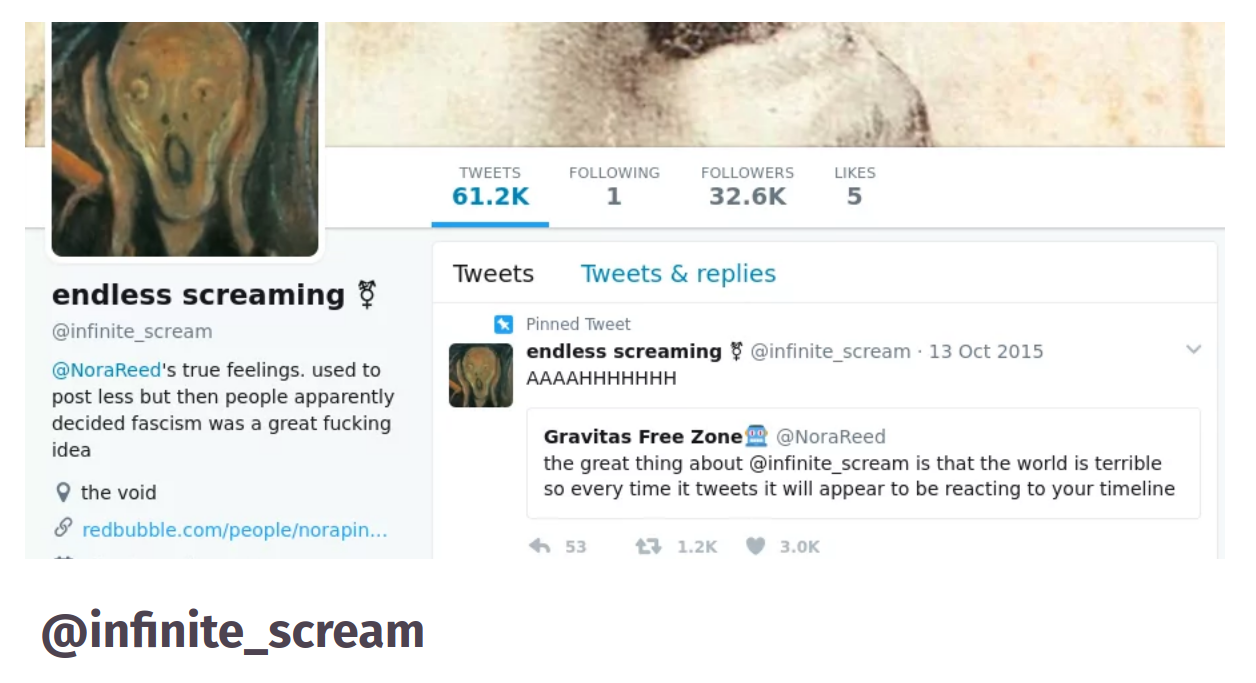 TWEETS FOLLOWING FOLLOWERS LIKES
61.2K 1 32.6K 5
endless screaming ⚧
@infinite_scream
@NoraReed's true feelings. used to
post less but then people apparently
decided fascism was a great fucking
idea
the void
redbubble.com/people/norapin...
Tweets Tweets & replies
Pinned Tweet
endless screaming ⚧ @infinite_scream · 13 Oct 2015
AAAAHHHHHHH
Gravitas Free Zone @NoraReed
the great thing about @infinite_scream is that the world is terrible
so every time it tweets it will appear to be reacting to your timeline
53 1.2K 3.0K
@infinite_scream